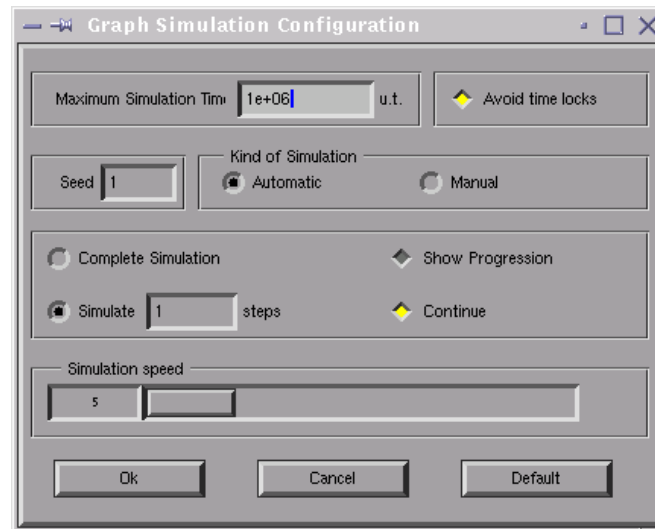 Graph Simulation Configuration
Maximum Simulation Tim 1e+06 u.t. Avoid time locks
Seed 1 Kind of Simulation Automatic Manual
Complete Simulation Show Progression
Simulate 1 steps Continue
Simulation speed
5
Ok Cancel Default